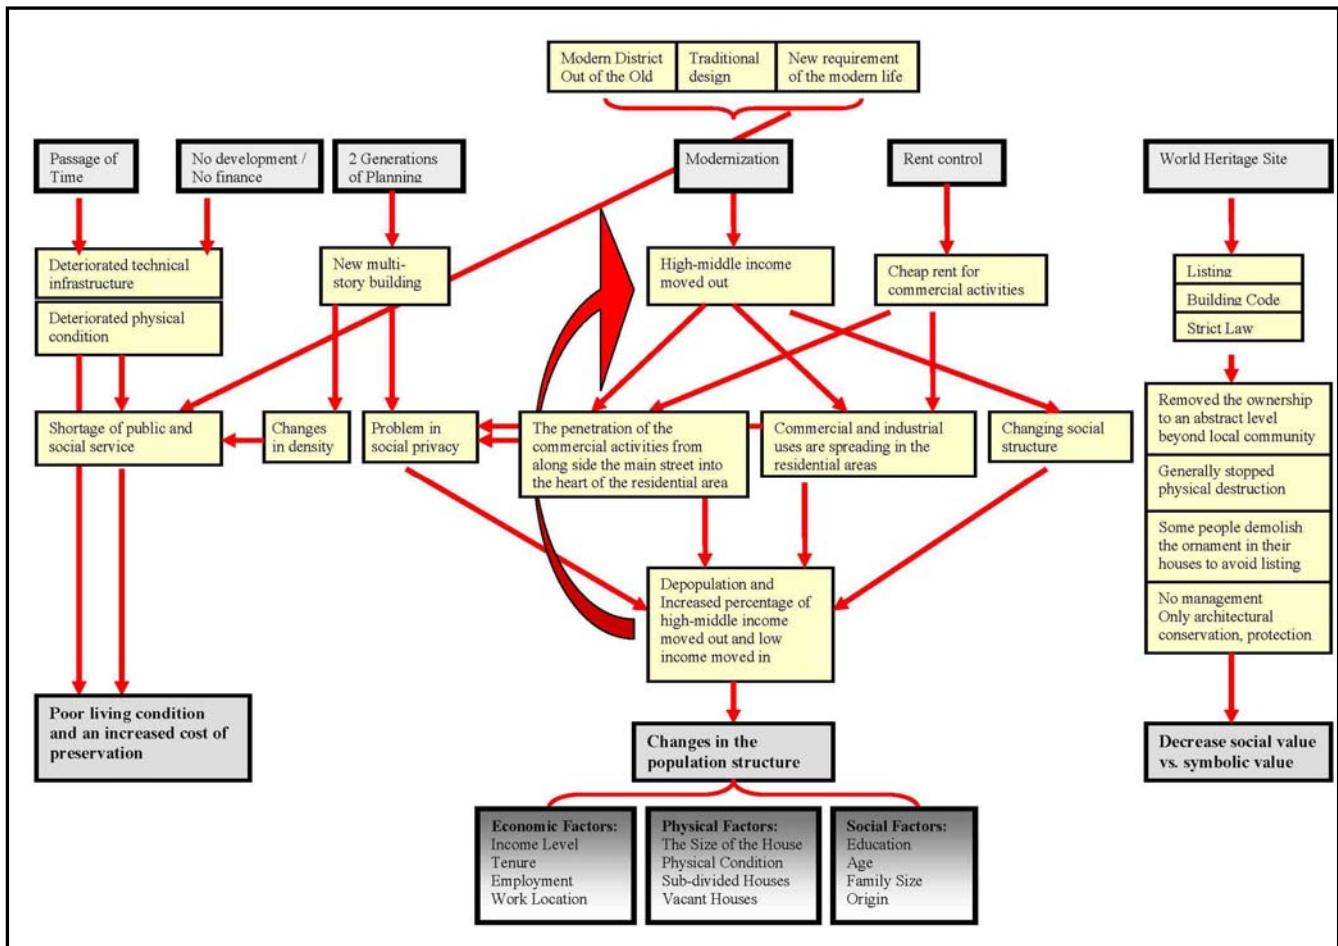 Modern District
Out of the Old
Traditional
design
New requirement
of the modern life
Passage of
Time
No development /
No finance
2 Generations
of Planning
Modernization
Rent control
World Heritage Site
Deteriorated technical
infrastructure
Deteriorated physical
condition
New multi-
story building
High-middle income
moved out
Cheap rent for
commercial activities
Listing
Building Code
Strict Law
Shortage of public and
social service
Changes
in density
Problem in
social privacy
The penetration of the
commercial activities from
along side the main street into
the heart of the residential area
Commercial and industrial
uses are spreading in the
residential areas
Changing social
structure
Removed the ownership
to an abstract level
beyond local community
Generally stopped
physical destruction
Some people demolish
the ornament in their
houses to avoid listing
No management
Only architectural
conservation, protection
Depopulation and
Increased percentage of
high-middle income
moved out and low
income moved in
Poor living condition
and an increased cost of
preservation
Changes in the
population structure
Decrease social value
vs. symbolic value
Economic Factors:
Income Level
Tenure
Employment
Work Location
Physical Factors:
The Size of the House
Physical Condition
Sub-divided Houses
Vacant Houses
Social Factors:
Education
Age
Family Size
Origin